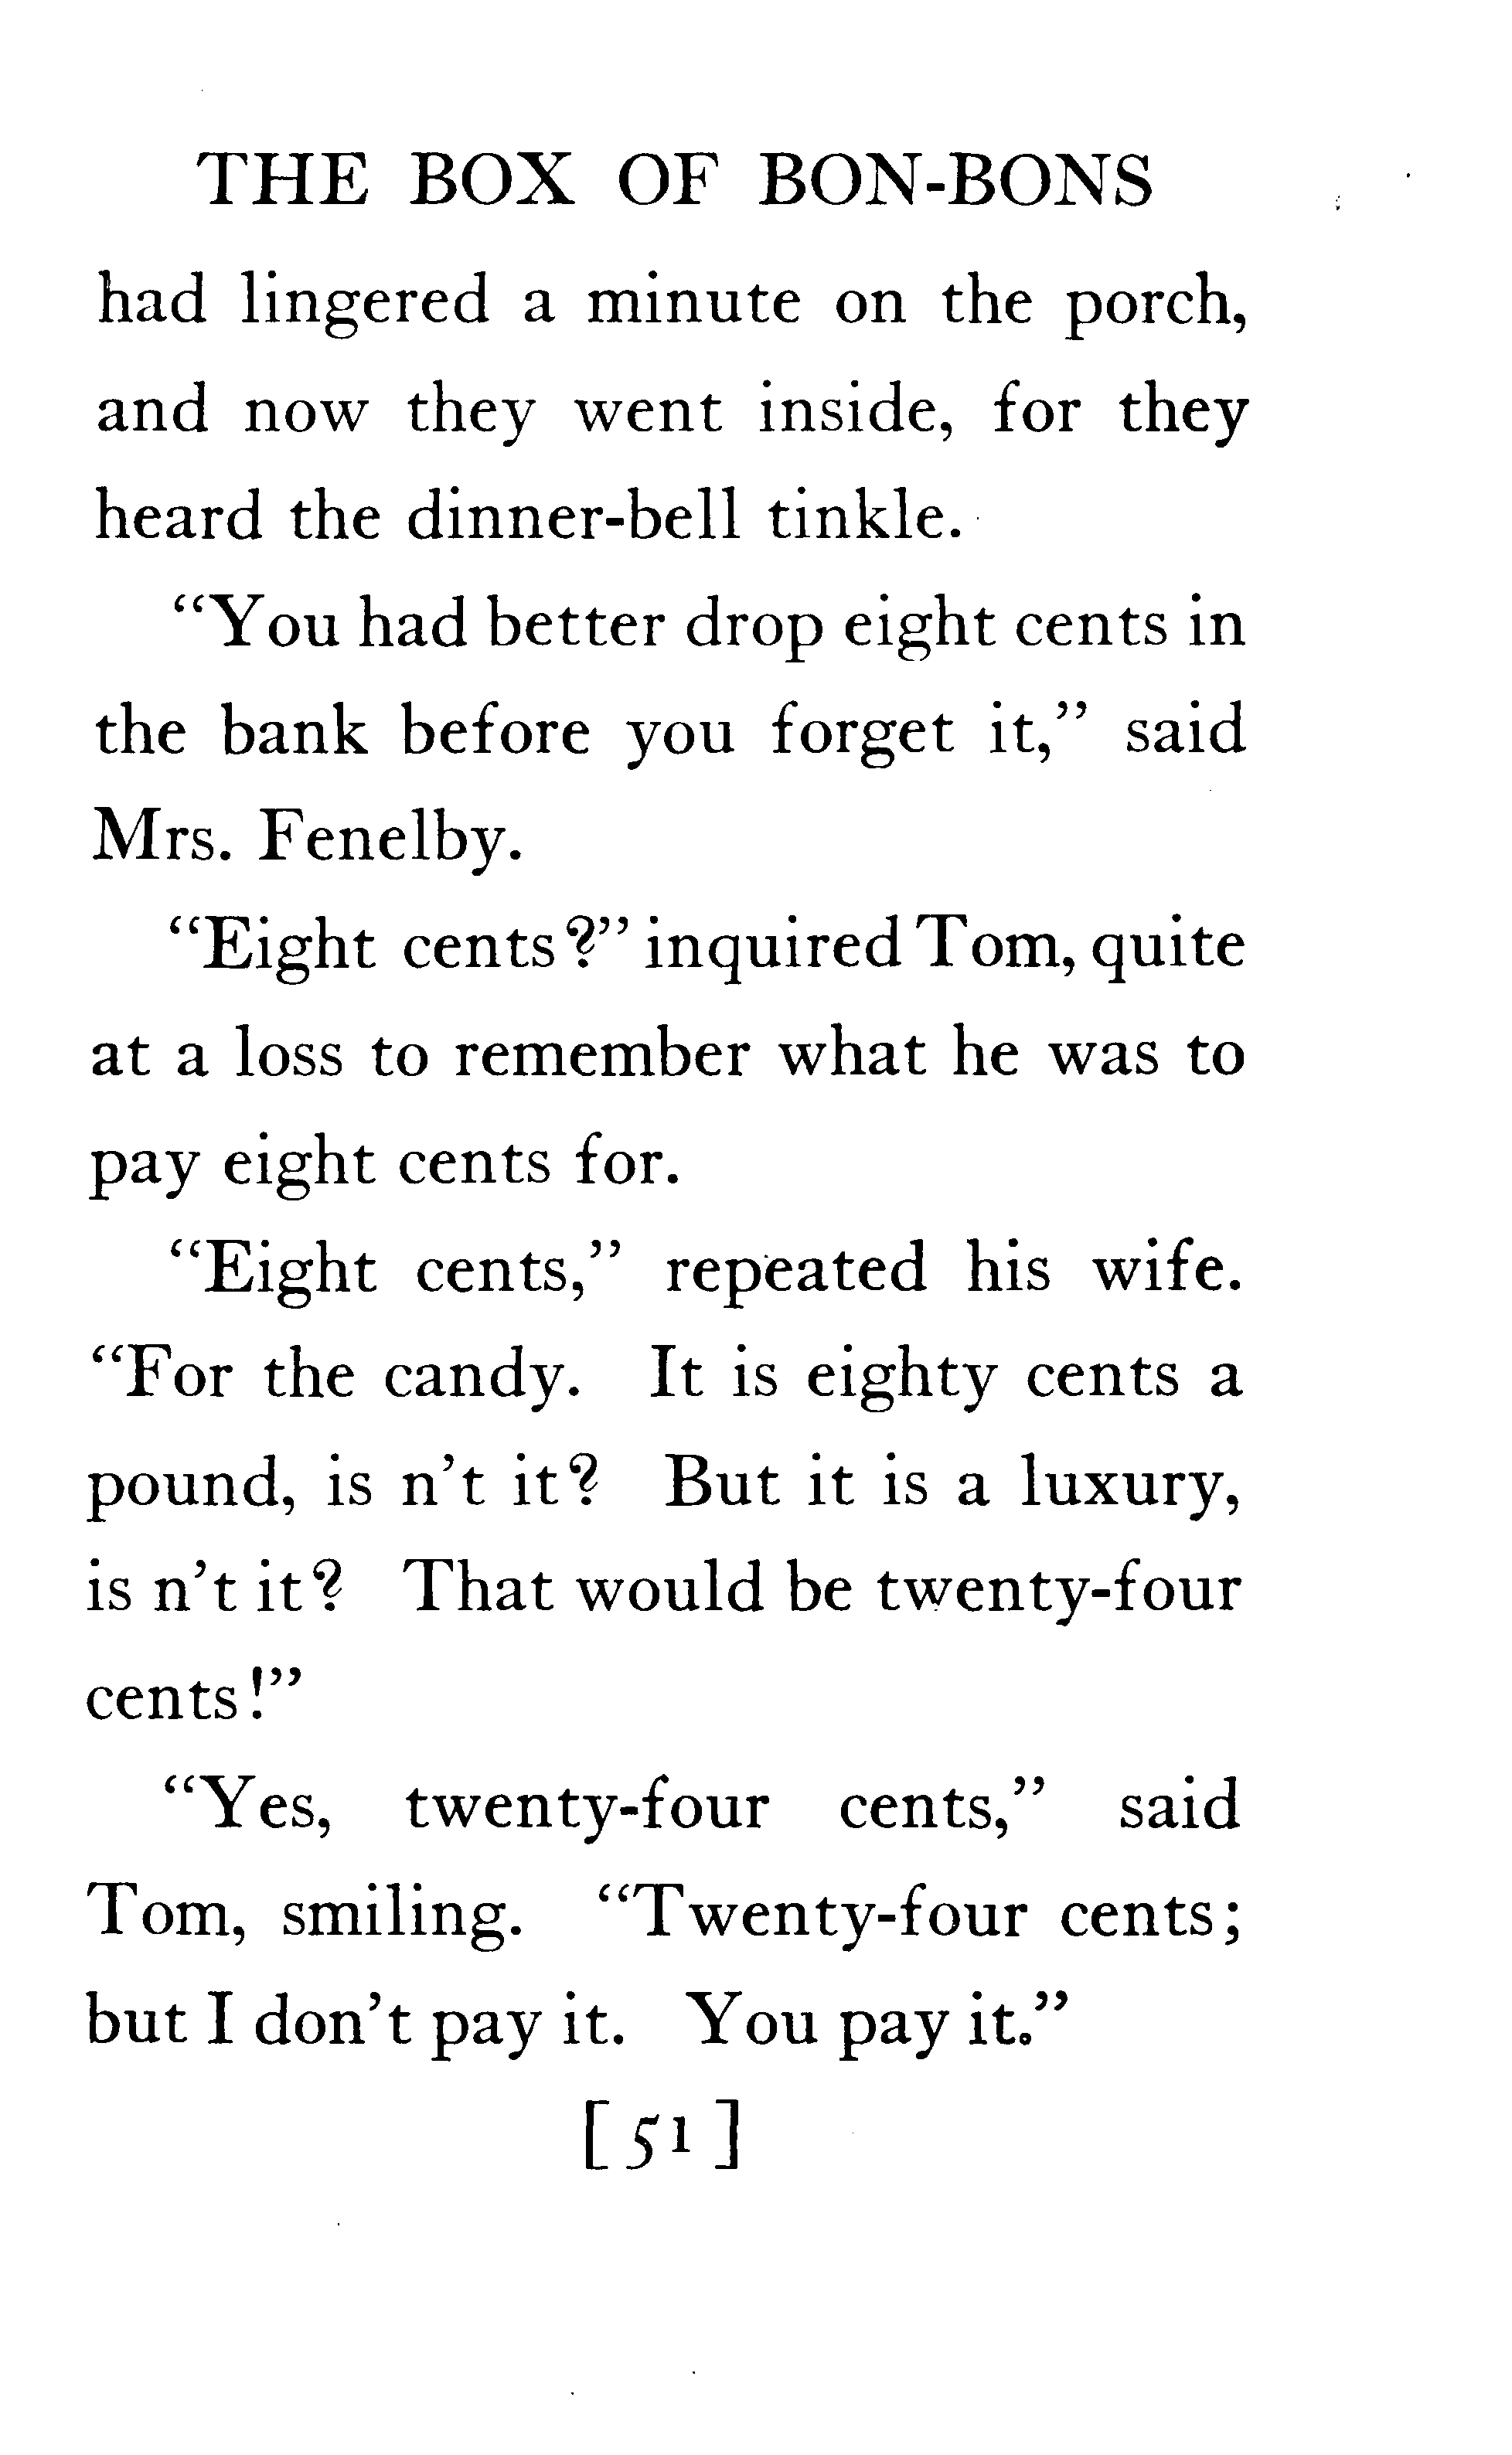 THE BOX OF BON-BONS
had lingered a minute on the porch,
and now they went inside, for they
heard the dinner-bell tinkle.
“You had better drop eight cents in
the bank before you forget it,” said
Mrs. Fenelby.
“Eight cents?” inquired Tom, quite
at a loss to remember what he was to
pay eight cents for.
“Eight cents,” repeated his wife.
“For the candy. It is eighty cents a
pound, is n’t it? But it is a luxury,
is n’t it? That would be twenty-four
cents!”
“Yes, twenty-four cents,” said
Tom, smiling. “Twenty-four cents;
but I don’t pay it. You pay it.”
[51]